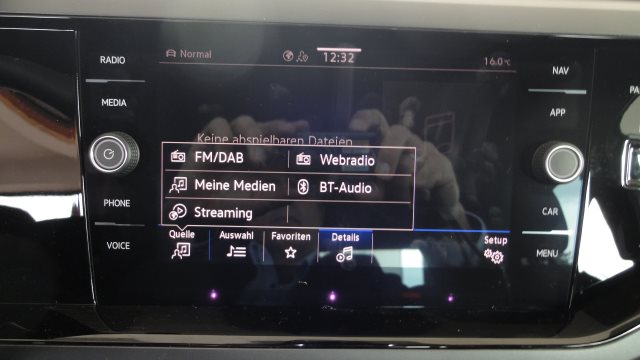 RADIO
MEDIA
PHONE
VOICE
Normal
12:32
16.0°C
Keine abspielbaren Dateien
FM/DAB
Webradio
Meine Medien
BT-Audio
Streaming
Quelle
Auswahl
Favoriten
Details
Setup
NAV
APP
CAR
MENU
PA